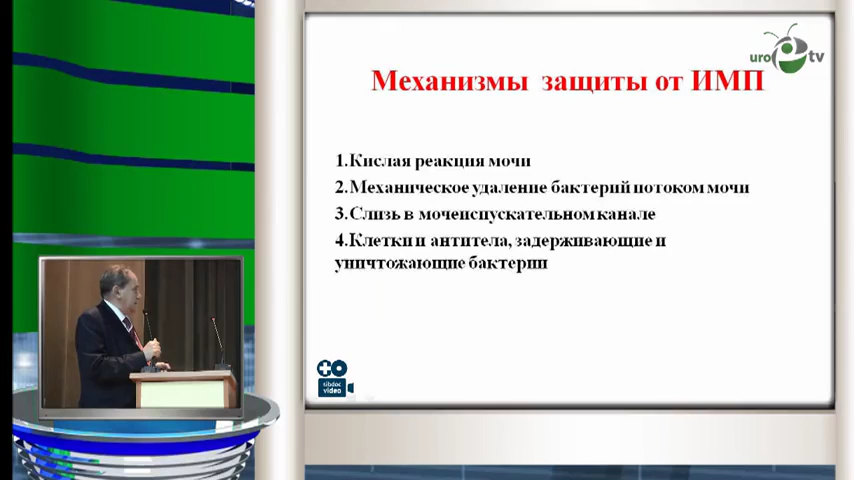 uro tv
Механизмы защиты от ИМП
1.Кислая реакция мочи
2.Механическое удаление бактерий потоком мочи
3.Слизь в мочеиспускательном канале
4.Клетки и антитела, задерживающие и
уничтожающие бактерии
sibdoc
video